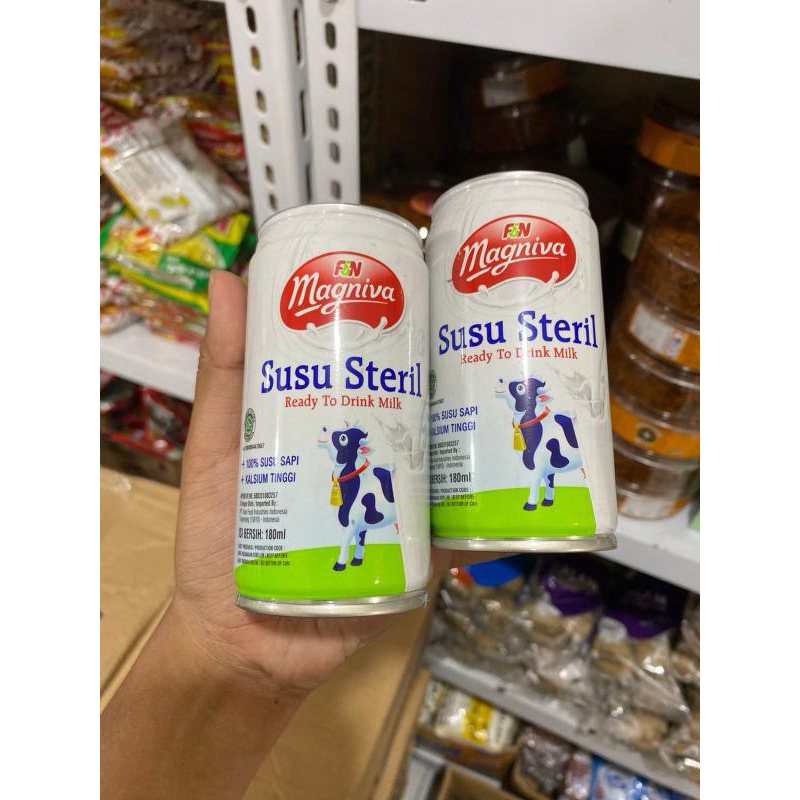 F&N
Magniva
Susu Steril
Ready To Drink Milk
+ 100% SUSU SAPI
+ KALSIUM TINGGI
ISI BERSIH: 180ml
F&N
Magniva
Susu Steril
Ready To Drink Milk
100% SUSU SAPI
KALSIUM TINGGI
BERSIH: 180ml